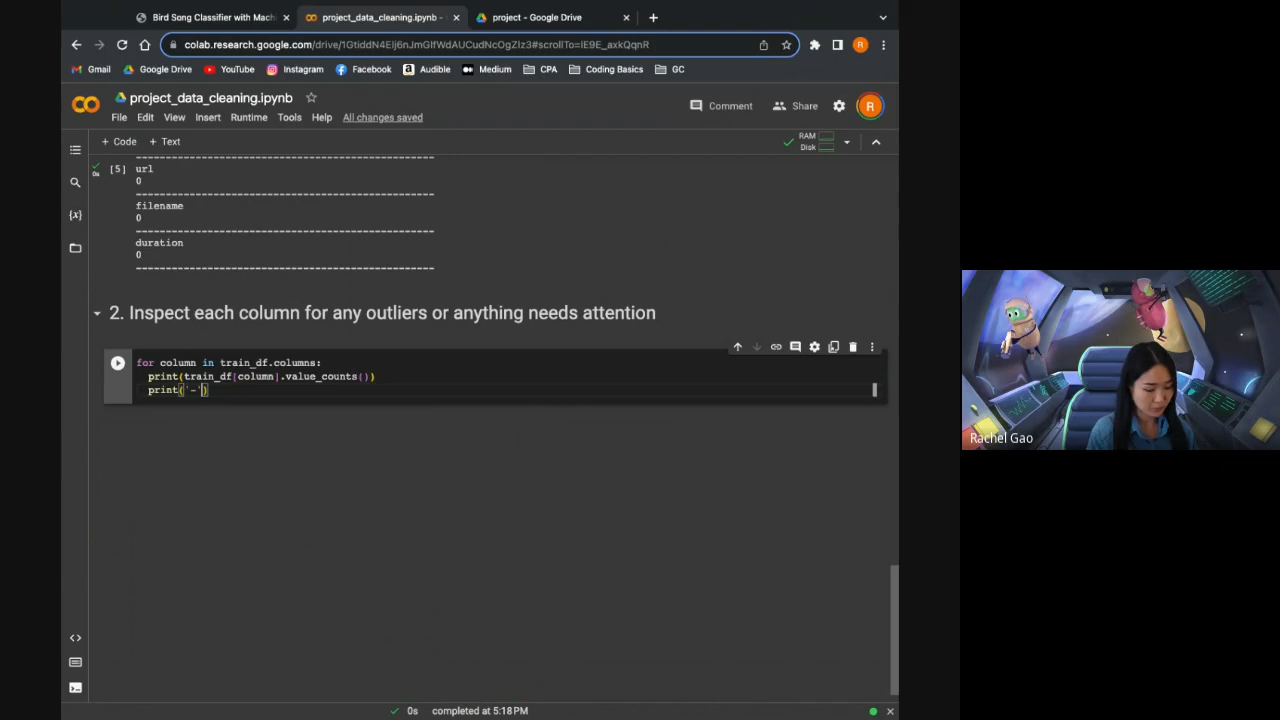 Bird Song Classifier with Mach
project_data_cleaning.ipynb -
project - Google Drive
colab.research.google.com/drive/1GtiddN4Elj6nJmGlfWdAUCudNcOgZlz3#scrollTo=IE9E_axkQqnR
Gmail
Google Drive
YouTube
Instagram
Facebook
Audible
Medium
CPA
Coding Basics
GC
R
project_data_cleaning.ipynb
Comment
Share
R
File Edit View Insert Runtime Tools Help All changes saved
+ Code + Text
RAM
Disk
--------------------------------------------------
[5] url
0s
0
--------------------------------------------------
filename
0
--------------------------------------------------
duration
0
--------------------------------------------------
2. Inspect each column for any outliers or anything needs attention
for column in train_df.columns:
print(train_df[column].value_counts())
print('-')
Rachel Gao
0s completed at 5:18 PM